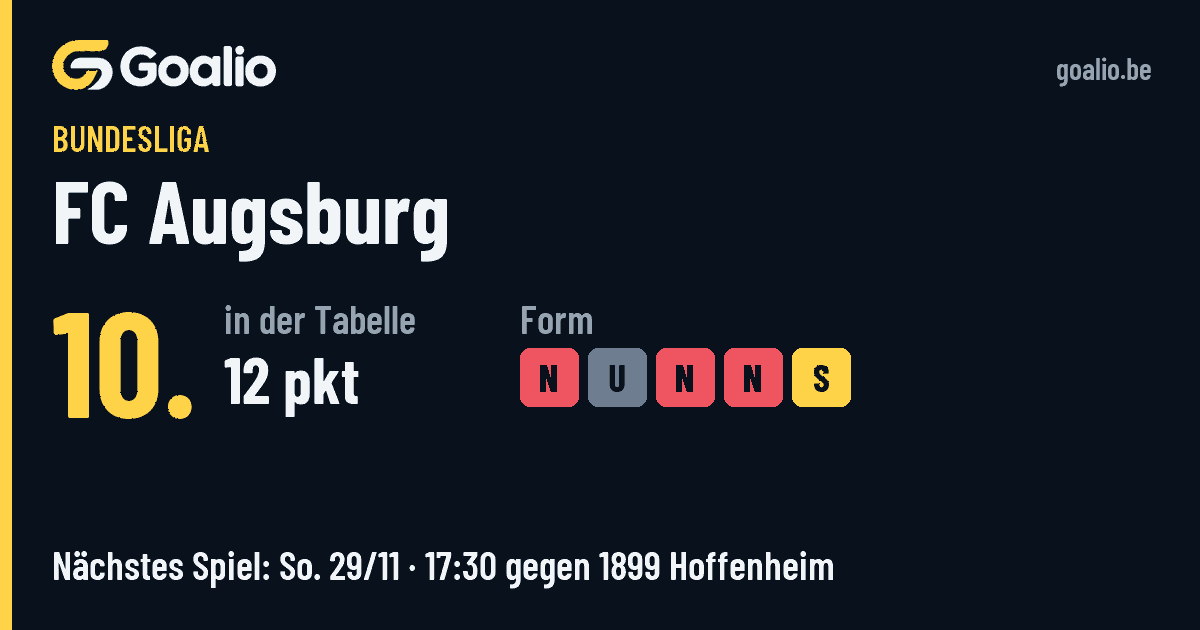 Goalio
goalio.be
BUNDESLIGA
FC Augsburg
10.
in der Tabelle
12 pkt
Form
N U N N S
Nächstes Spiel: So. 29/11 · 17:30 gegen 1899 Hoffenheim